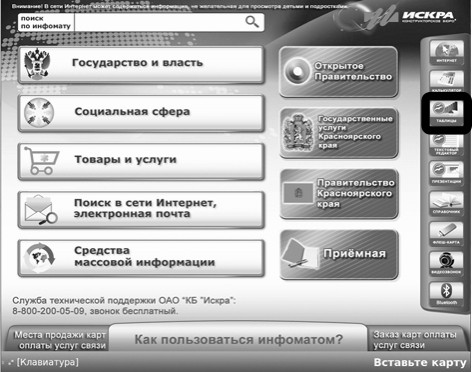 Внимание! В сети Интернет может содержаться информация, не желательная для просмотра детьми и подростками.
поиск
по инфомату
ИСКРА
КОНСТРУКТОРСКОЕ БЮРО
Государство и власть
Социальная сфера
Товары и услуги
Поиск в сети Интернет,
электронная почта
Средства
массовой информации
Открытое
Правительство
Государственные
услуги
Красноярского
края
Правительство
Красноярского
края
Приёмная
ИНТЕРНЕТ
КАЛЬКУЛЯТОР
ТАБЛИЦЫ
ТЕКСТОВЫЙ
РЕДАКТОР
ПРЕЗЕНТАЦИИ
СПРАВОЧНИК
ФЛЕШ-КАРТА
ВИДЕОЗВОНОК
Bluetooth
Служба технической поддержки ОАО "КБ "Искра":
8-800-200-05-09, звонок бесплатный.
Места продажи карт
оплаты услуг связи
Как пользоваться инфоматом?
Заказ карт оплаты
услуг связи
[Клавиатура]
Вставьте карту